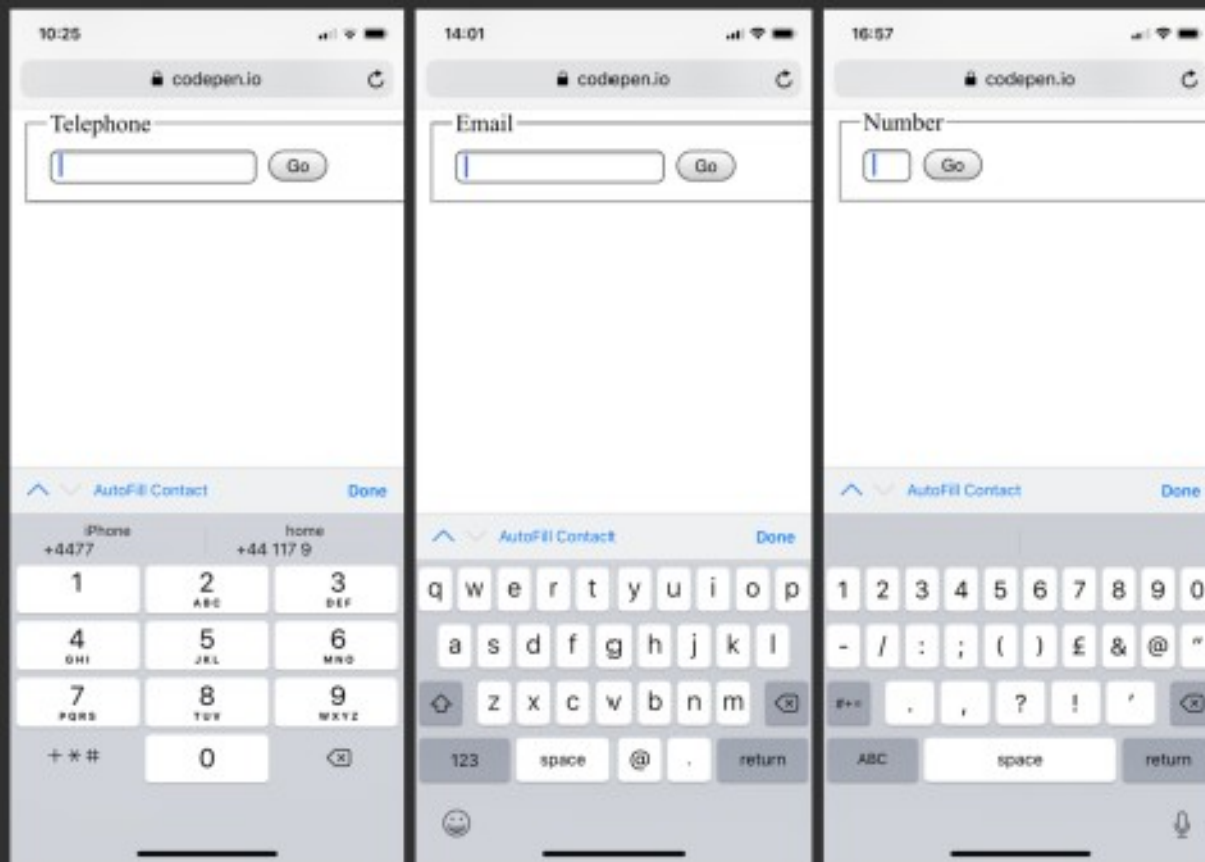 10:25
codepen.io
Telephone
Go
AutoFill Contact Done
iPhone home
+4477 +44 117 9
1 2 3
ABC DEF
4 5 6
GHI JKL MNO
7 8 9
PQRS TUV WXYZ
+ * # 0
14:01
codepen.io
Email
Go
AutoFill Contact Done
q w e r t y u i o p
a s d f g h j k l
z x c v b n m
123 space @ . return
16:57
codepen.io
Number
Go
AutoFill Contact Done
1 2 3 4 5 6 7 8 9 0
- / : ; ( ) £ & @ "
#+= . , ? ! '
ABC space return